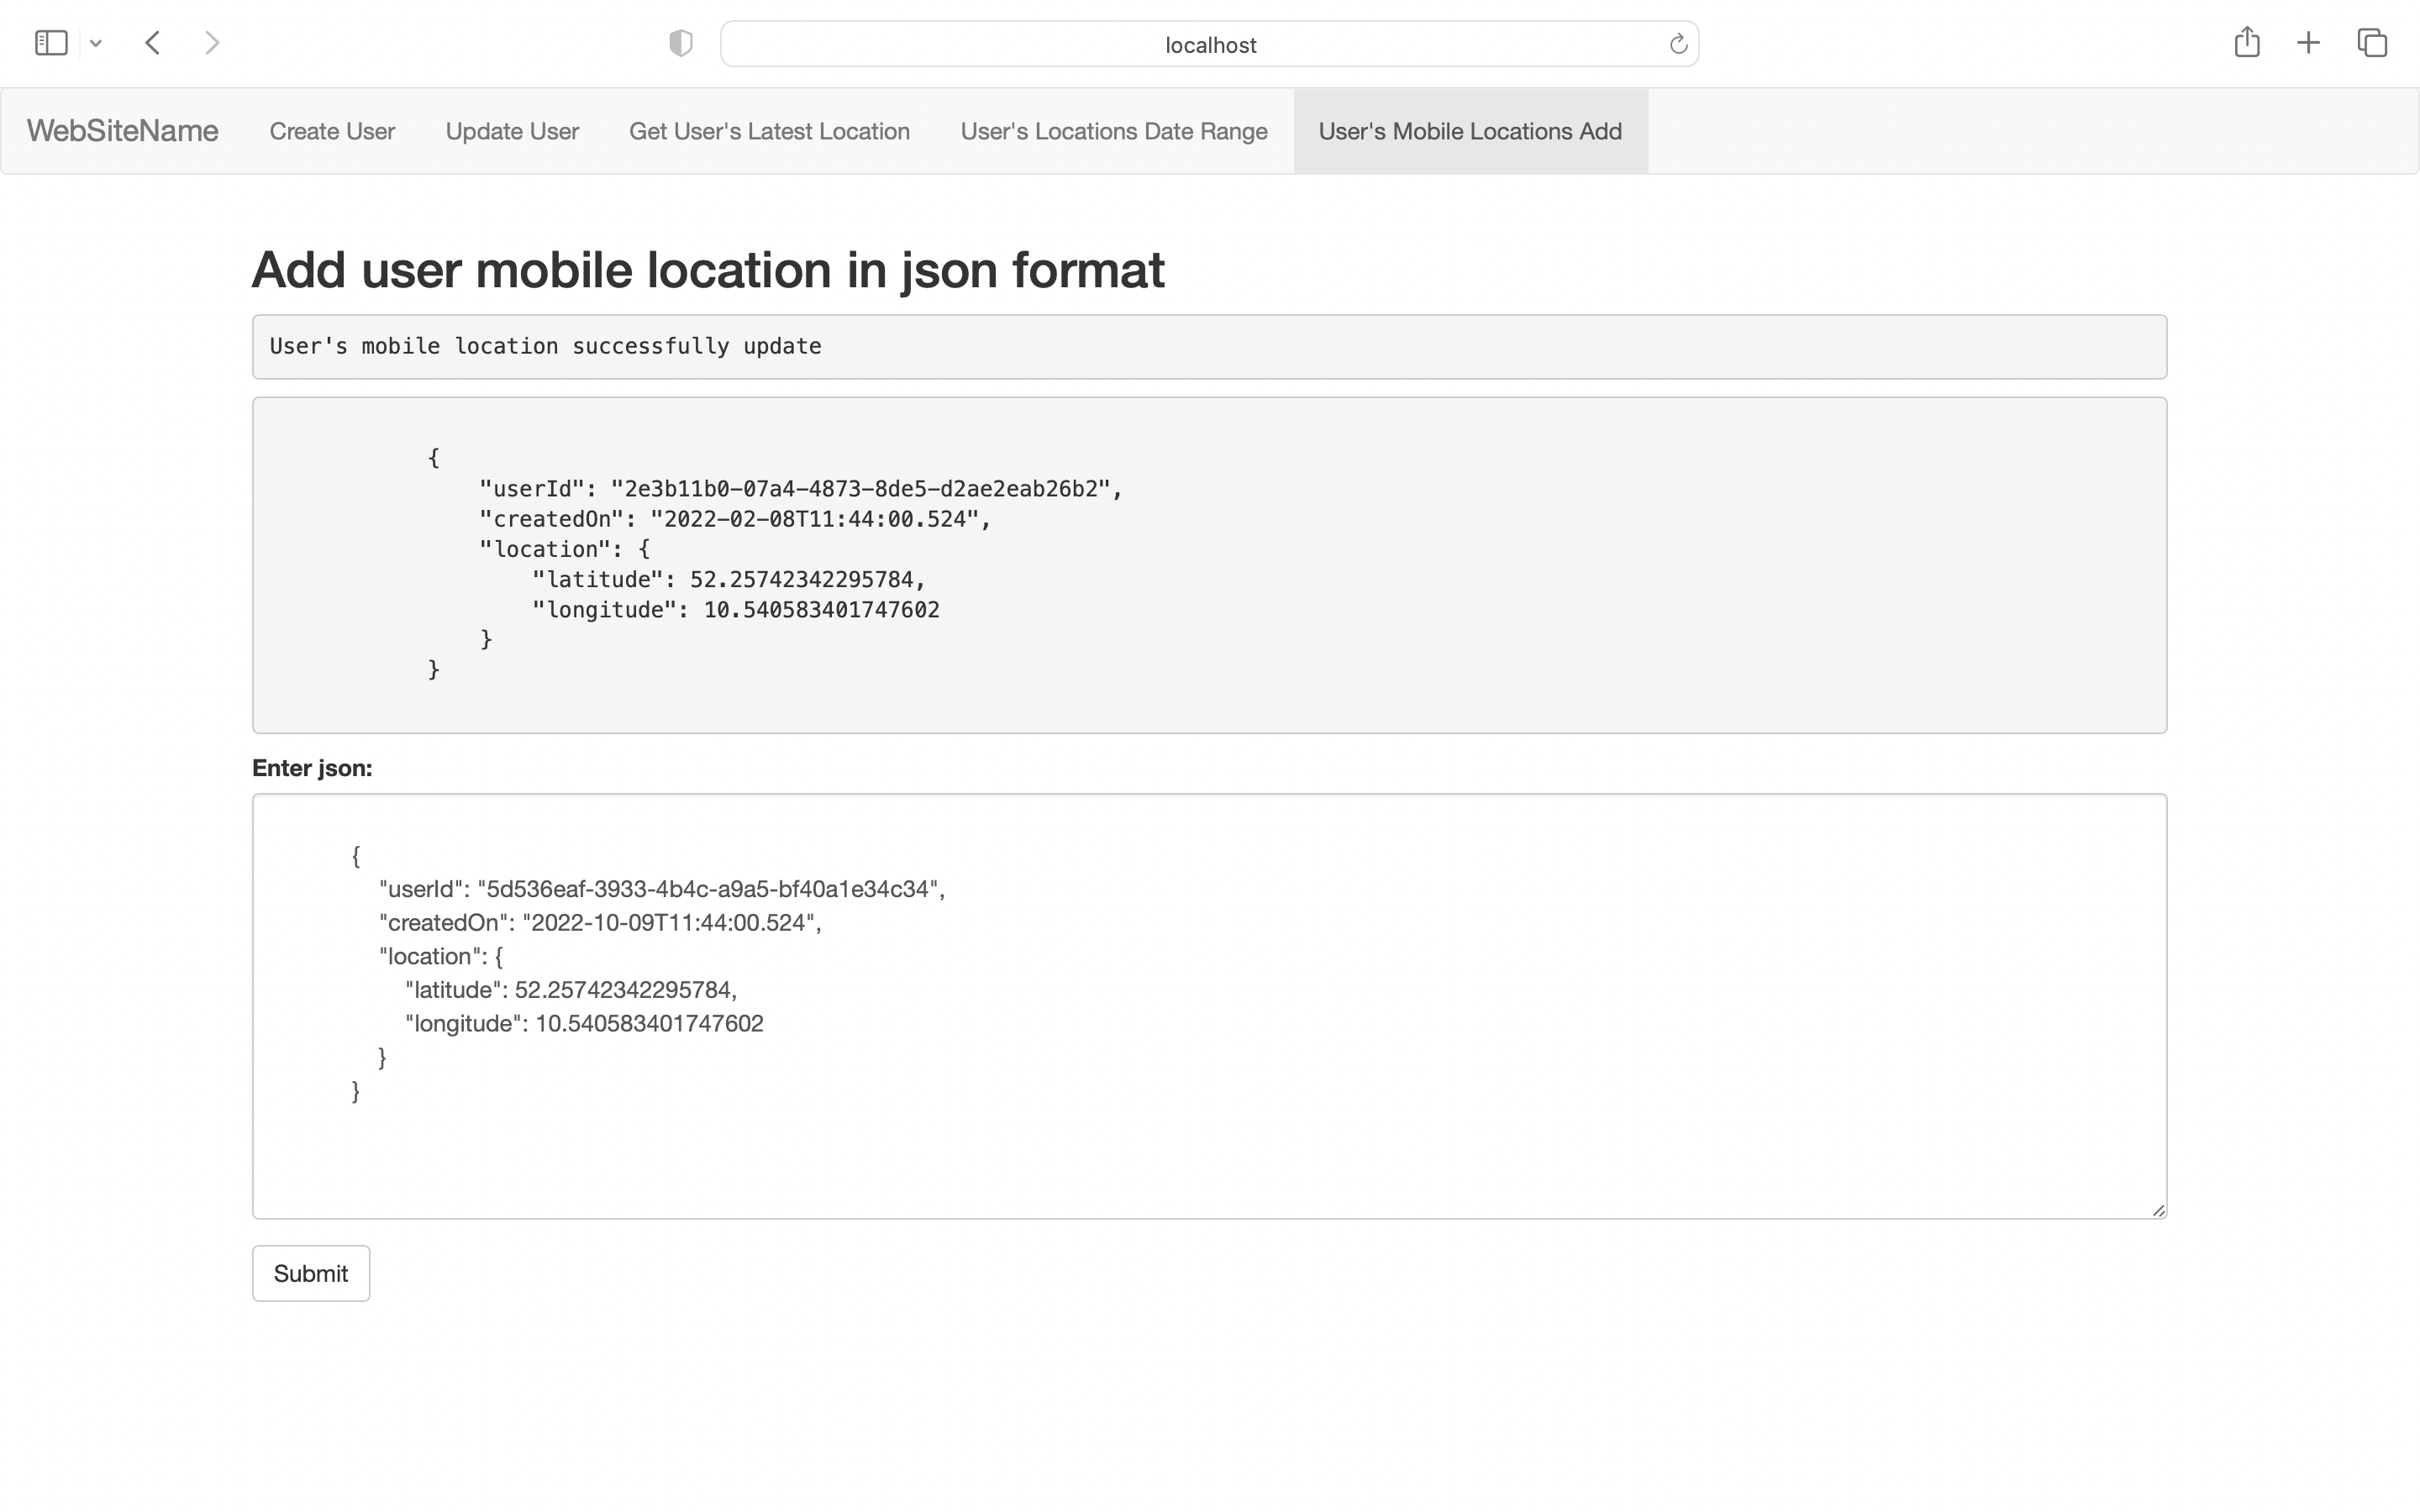 localhost
WebSiteName Create User Update User Get User's Latest Location User's Locations Date Range User's Mobile Locations Add
Add user mobile location in json format
User's mobile location successfully update
{
"userId": "2e3b11b0-07a4-4873-8de5-d2ae2eab26b2",
"createdOn": "2022-02-08T11:44:00.524",
"location": {
"latitude": 52.25742342295784,
"longitude": 10.540583401747602
}
}
Enter json:
{
"userId": "5d536eaf-3933-4b4c-a9a5-bf40a1e34c34",
"createdOn": "2022-10-09T11:44:00.524",
"location": {
"latitude": 52.25742342295784,
"longitude": 10.540583401747602
}
}
Submit